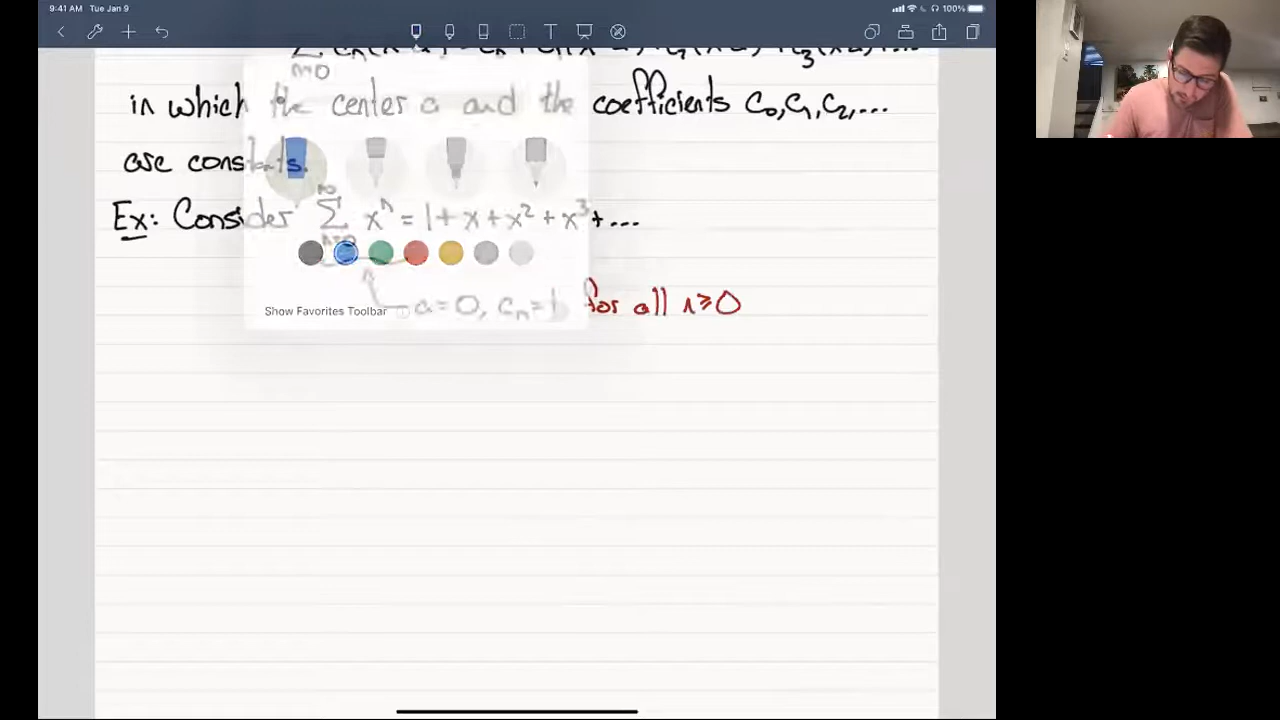 9:41 AM Tue Jan 9
100%
in which the center a and the coefficients C₀, C₁, C₂, ...
are constants.
Ex: Consider ∑ xⁿ = 1 + x + x² + x³ + ...
a = 0, cₙ = 1 for all n ≥ 0
Show Favorites Toolbar